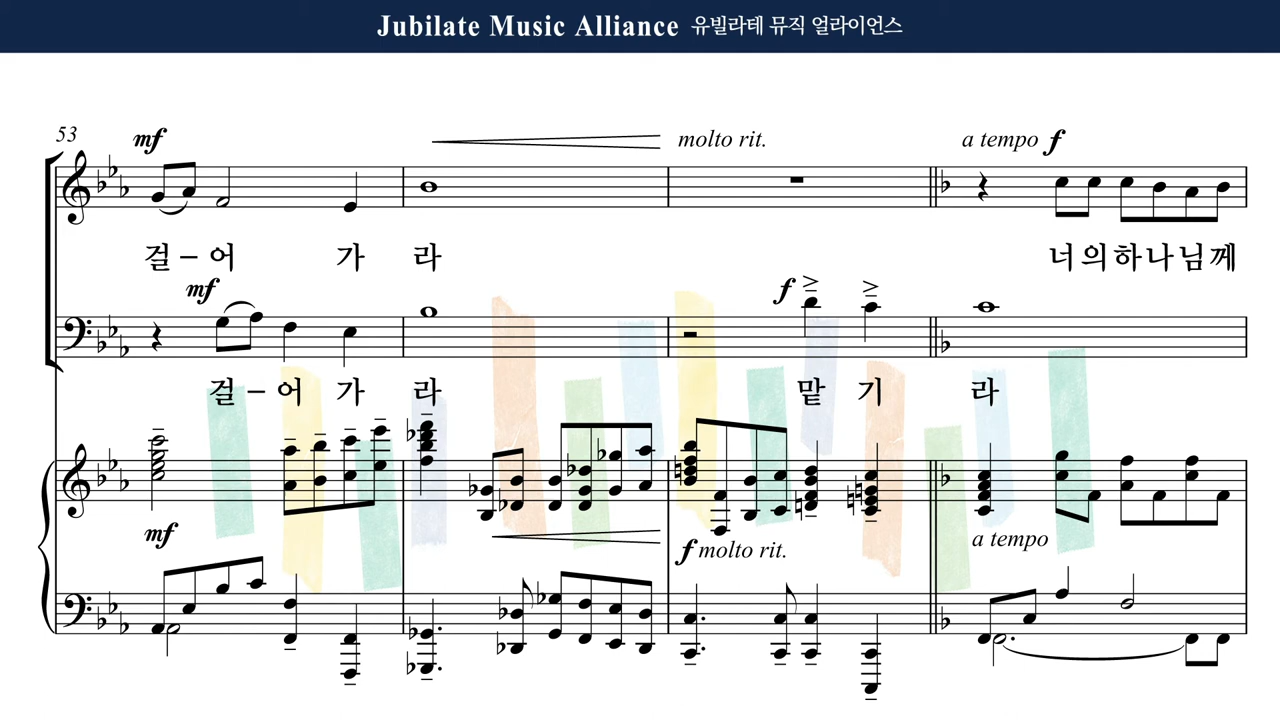 Jubilate Music Alliance 유빌라테 뮤직 얼라이언스
53 mf molto rit. a tempo f
걸 – 어 가 라 너 의 하 나 님 께
mf f
걸 – 어 가 라 맡 기 라
mf f molto rit. a tempo